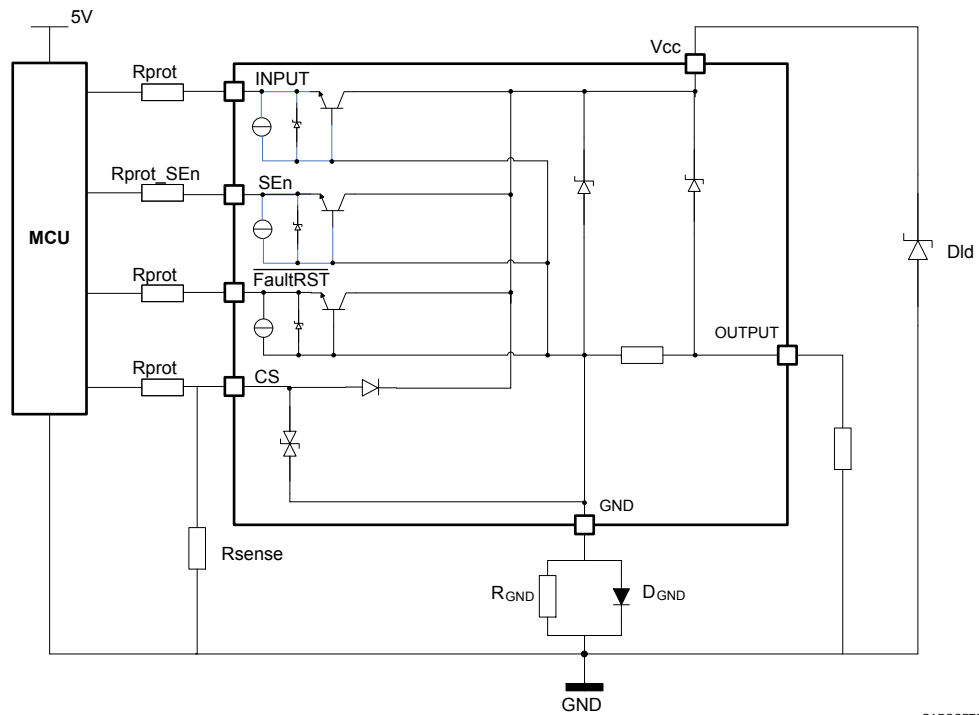 5V
Vcc
Rprot
INPUT
Rprot_SEn
SEn
MCU
Dld
Rprot
FaultRST
OUTPUT
Rprot
CS
GND
Rsense
RGND
DGND
GND